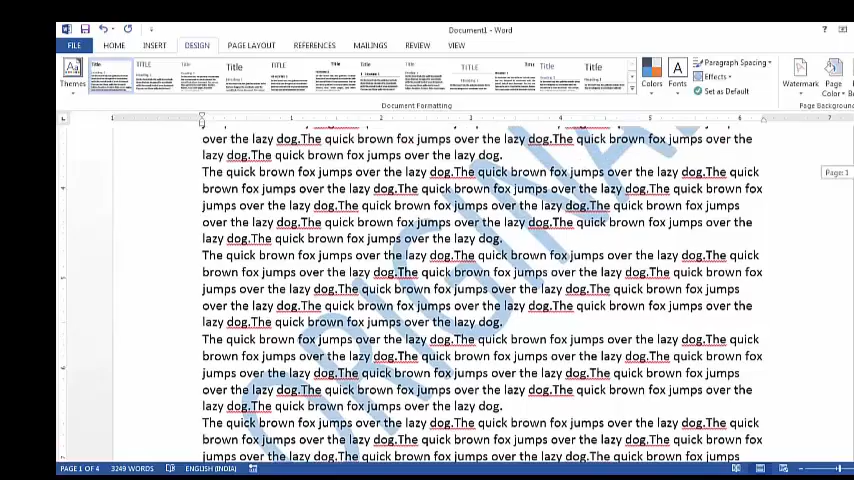 Document1 - Word
FILE HOME INSERT DESIGN PAGE LAYOUT REFERENCES MAILINGS REVIEW VIEW
Themes
Title
TITLE
Title
Title
TITLE
Title
Title
TITLE
Title
Title
Title
Colors
Fonts
Paragraph Spacing
Effects
Set as Default
Watermark
Page
Color
Document Formatting
Page Background
over the lazy dog.The quick brown fox jumps over the lazy dog.The quick brown fox jumps over the
lazy dog.The quick brown fox jumps over the lazy dog.
The quick brown fox jumps over the lazy dog.The quick brown fox jumps over the lazy dog.The quick
brown fox jumps over the lazy dog.The quick brown fox jumps over the lazy dog.The quick brown fox
jumps over the lazy dog.The quick brown fox jumps over the lazy dog.The quick brown fox jumps
over the lazy dog.The quick brown fox jumps over the lazy dog.The quick brown fox jumps over the
lazy dog.The quick brown fox jumps over the lazy dog.
The quick brown fox jumps over the lazy dog.The quick brown fox jumps over the lazy dog.The quick
brown fox jumps over the lazy dog.The quick brown fox jumps over the lazy dog.The quick brown fox
jumps over the lazy dog.The quick brown fox jumps over the lazy dog.The quick brown fox jumps
over the lazy dog.The quick brown fox jumps over the lazy dog.The quick brown fox jumps over the
lazy dog.The quick brown fox jumps over the lazy dog.
The quick brown fox jumps over the lazy dog.The quick brown fox jumps over the lazy dog.The quick
brown fox jumps over the lazy dog.The quick brown fox jumps over the lazy dog.The quick brown fox
jumps over the lazy dog.The quick brown fox jumps over the lazy dog.The quick brown fox jumps
over the lazy dog.The quick brown fox jumps over the lazy dog.The quick brown fox jumps over the
lazy dog.The quick brown fox jumps over the lazy dog.
The quick brown fox jumps over the lazy dog.The quick brown fox jumps over the lazy dog.The quick
brown fox jumps over the lazy dog.The quick brown fox jumps over the lazy dog.The quick brown fox
jumps over the lazy dog.The quick brown fox jumps over the lazy dog.The quick brown fox jumps
ORIGINA
Page: 1
PAGE 1 OF 4 3249 WORDS ENGLISH (INDIA)